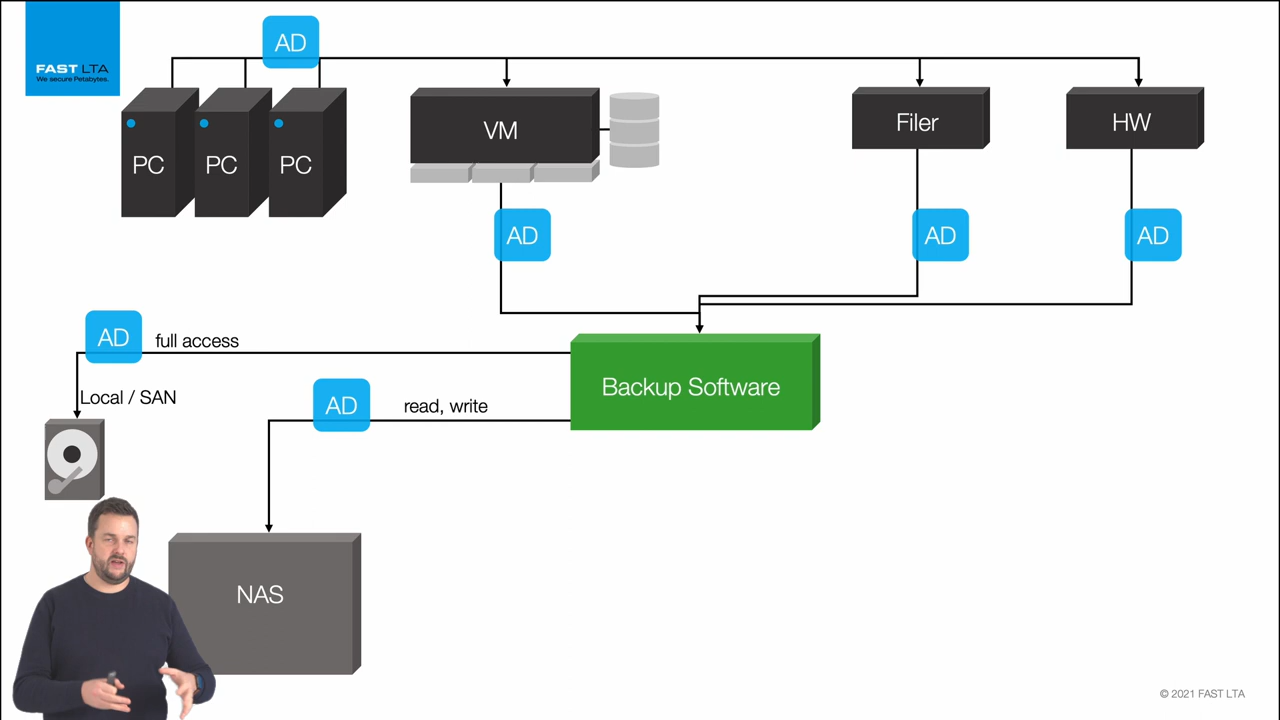 FAST LTA
We secure Petabytes.
AD
PC
PC
PC
VM
Filer
HW
AD
AD
AD
AD
full access
Local / SAN
AD
read, write
Backup Software
NAS
© 2021 FAST LTA